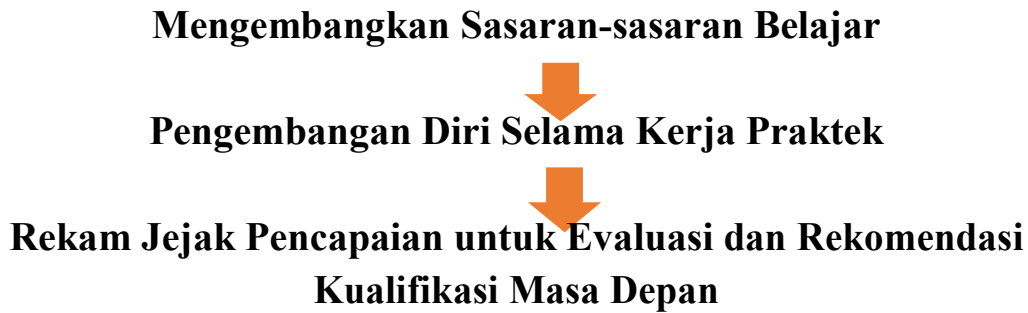 Mengembangkan Sasaran-sasaran Belajar
Pengembangan Diri Selama Kerja Praktek
Rekam Jejak Pencapaian untuk Evaluasi dan Rekomendasi
Kualifikasi Masa Depan